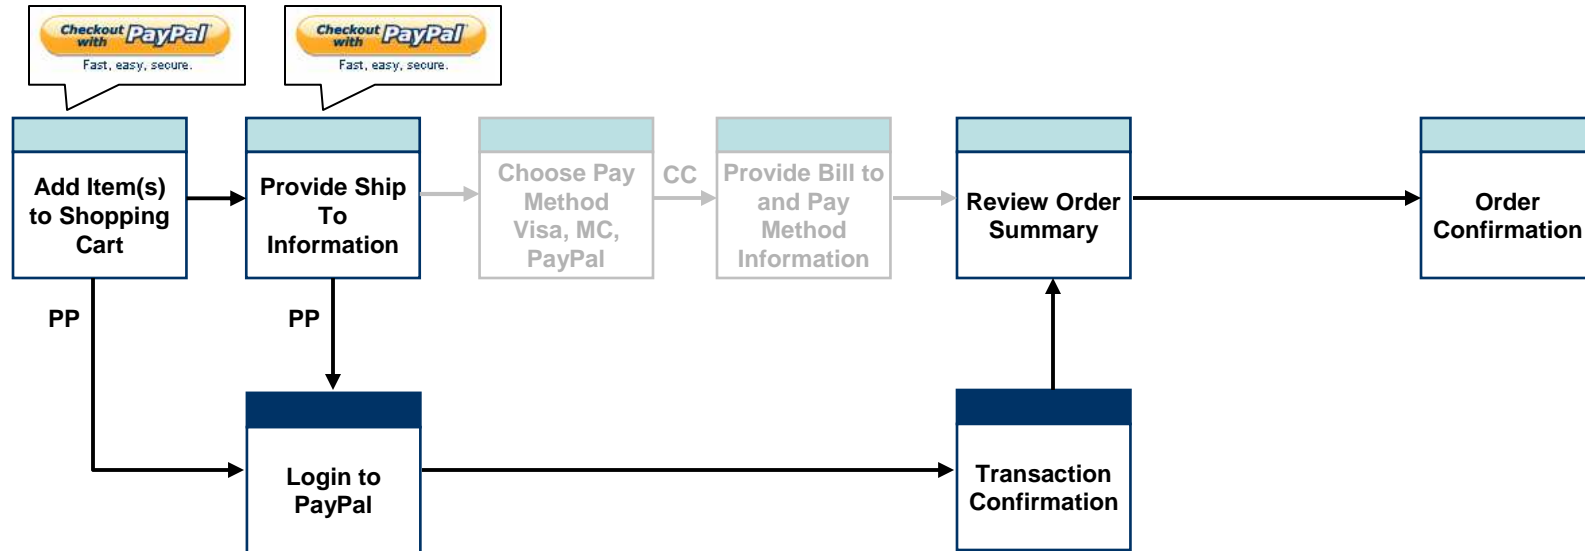 Checkout with PayPal
Fast, easy, secure.
Checkout with PayPal
Fast, easy, secure.
Add Item(s)
to Shopping
Cart
Provide Ship
To
Information
Choose Pay
Method
Visa, MC,
PayPal
CC
Provide Bill to
and Pay
Method
Information
Review Order
Summary
Order
Confirmation
PP
PP
Login to
PayPal
Transaction
Confirmation